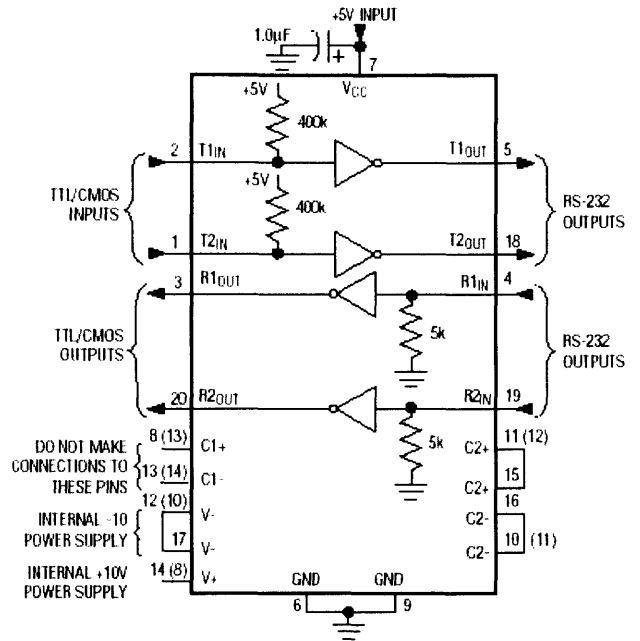 +5V INPUT
1.0µF
+
7
VCC
+5V
400k
2
T1IN
T1OUT
5
+5V
400k
TTL/CMOS
INPUTS
RS-232
OUTPUTS
1
T2IN
T2OUT
18
3
R1OUT
R1IN
4
5k
TTL/CMOS
OUTPUTS
RS-232
OUTPUTS
20
R2OUT
R2IN
19
5k
8 (13)
C1+
C2+
11 (12)
DO NOT MAKE
CONNECTIONS TO
THESE PINS
13 (14)
C1-
C2+
15
12 (10)
V-
C2-
16
INTERNAL -10
POWER SUPPLY
17
V-
C2-
10 (11)
INTERNAL +10V
POWER SUPPLY
14 (8)
V+
GND
GND
6
9